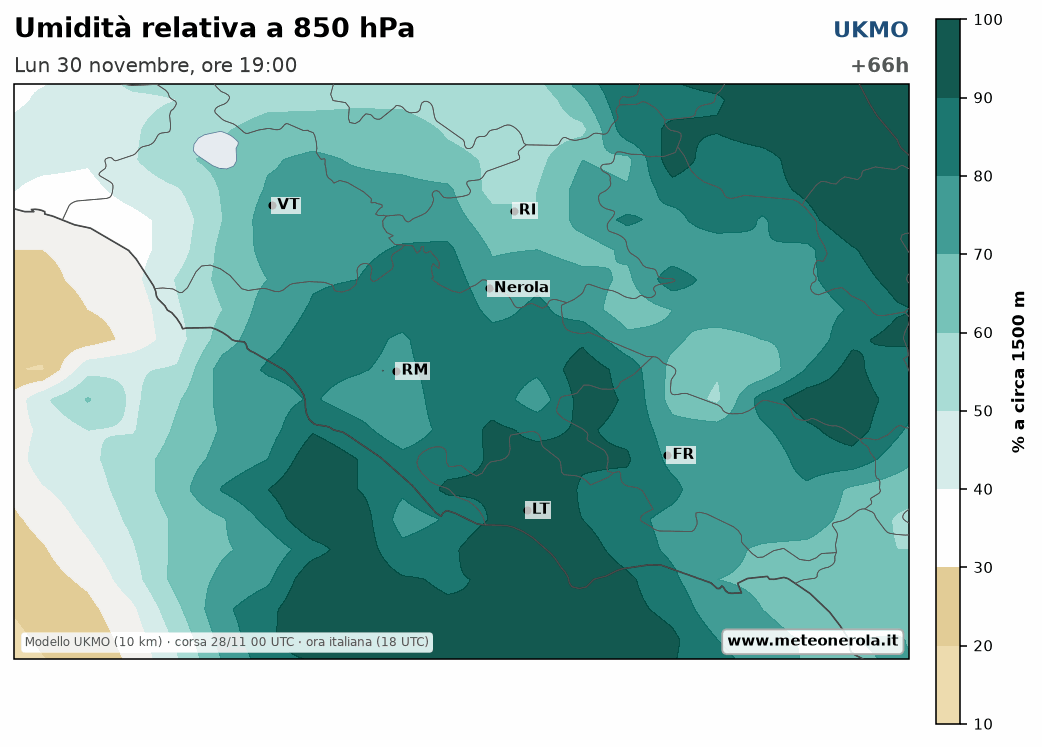 Umidità relativa a 850 hPa
UKMO
Lun 30 novembre, ore 19:00
+66h
100
90
80
70
60
50
40
30
20
10
% a circa 1500 m
VT
RI
Nerola
RM
FR
LT
Modello UKMO (10 km) · corsa 28/11 00 UTC · ora italiana (18 UTC)
www.meteonerola.it